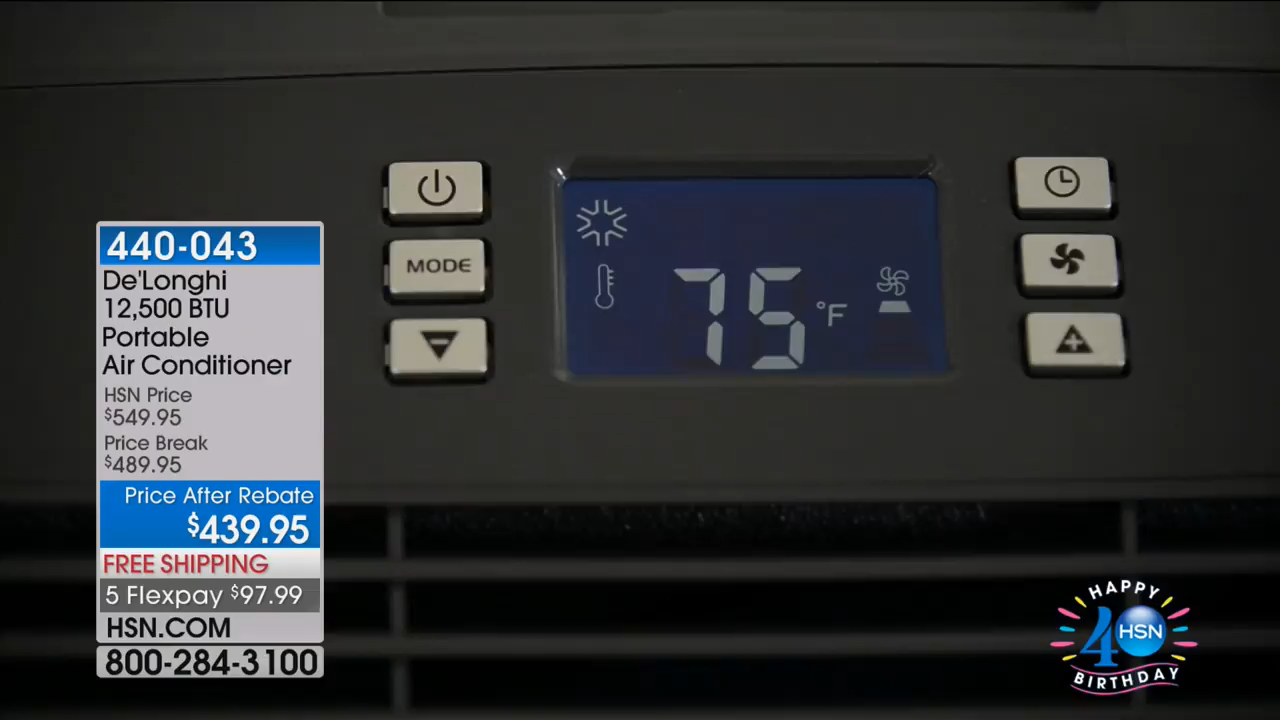 440-043
De'Longhi
12,500 BTU
Portable
Air Conditioner
HSN Price
$549.95
Price Break
$489.95
Price After Rebate
$439.95
FREE SHIPPING
5 Flexpay $97.99
HSN.COM
800-284-3100
MODE
75 °F
HAPPY
40 HSN
BIRTHDAY